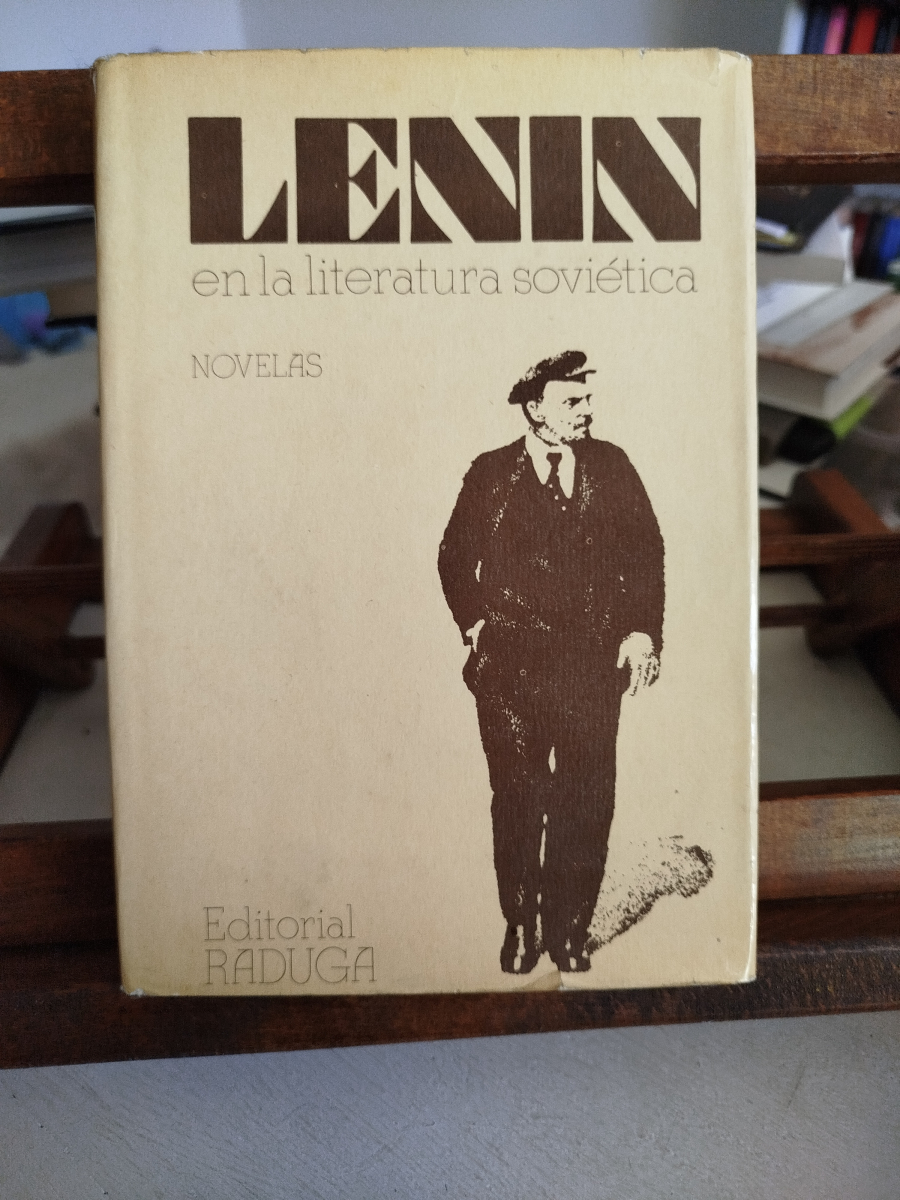 LENIN
en la literatura soviética
NOVELAS
Editorial
RADUGA